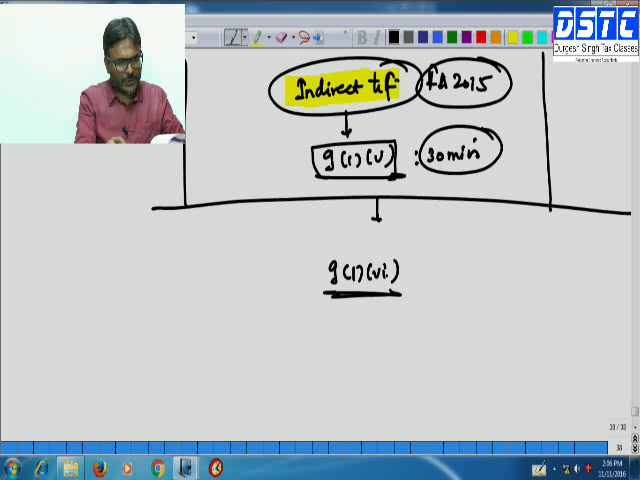 DSTC
Durgesh Singh Tax Classes
Indirect t/f FA 2015
9(1)(v) : 30 min
9(1)(vi)
38 / 38
38
2:06 PM
11/11/2016